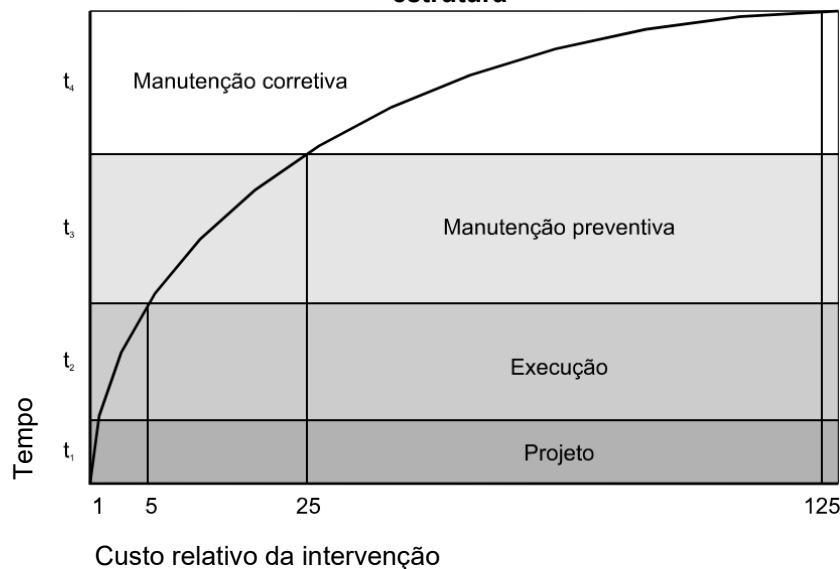 estrutura
t₄
Manutenção corretiva
t₃
Manutenção preventiva
t₂
Execução
t₁
Projeto
Tempo
1
5
25
125
Custo relativo da intervenção